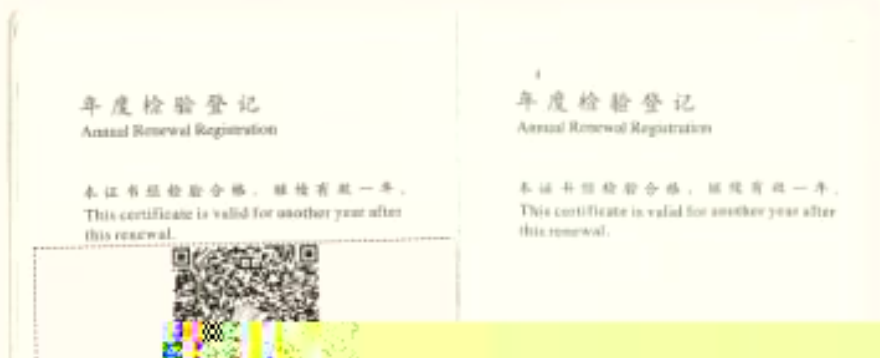 年度检验登记
Annual Renewal Registration
本证书经检验合格，继续有效一年。
This certificate is valid for another year after
this renewal.
年度检验登记
Annual Renewal Registration
本证书经检验合格，继续有效一年。
This certificate is valid for another year after
this renewal.